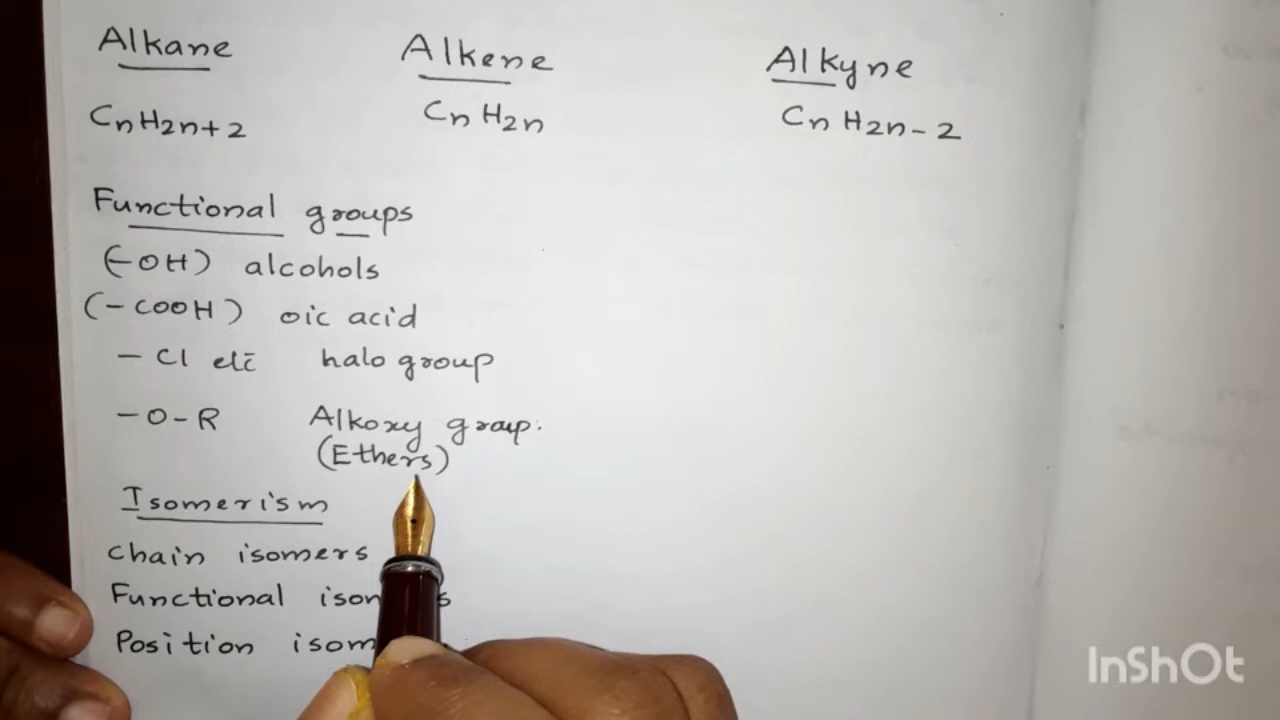 Alkane Alkene Alkyne
CnH2n+2 CnH2n CnH2n-2
Functional groups
(-OH) alcohols
(-COOH) oic acid
- Cl etc halo group
-O-R Alkoxy group.
(Ethers)
Isomerism
chain isomers
Functional
Position
InShOt